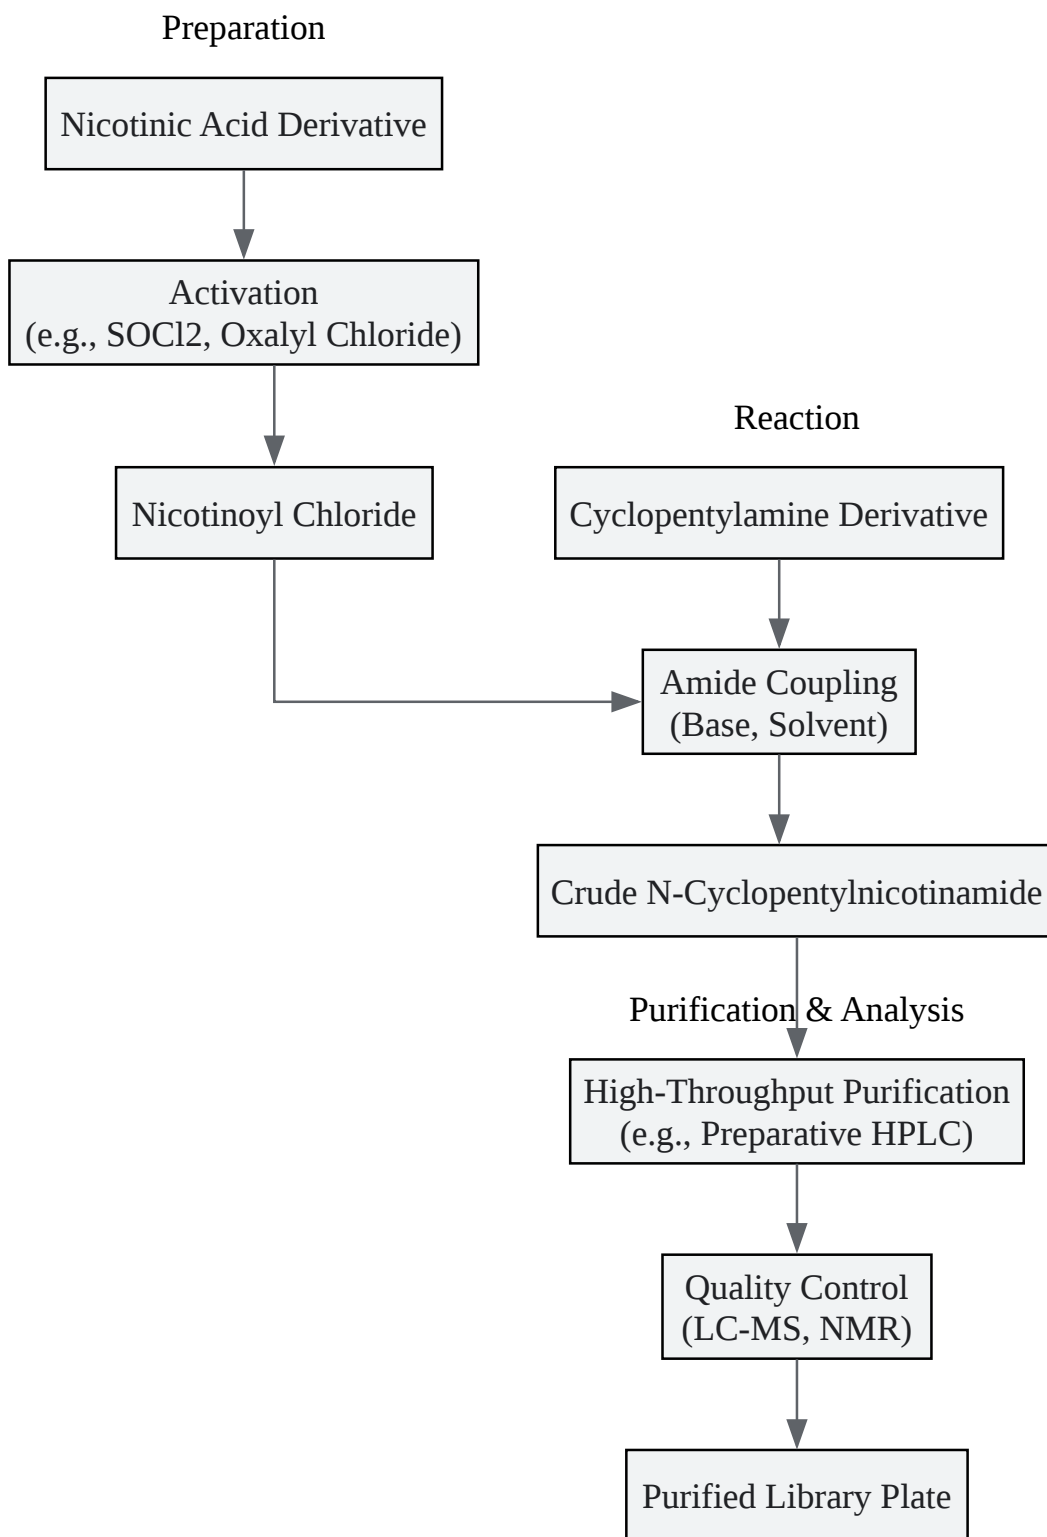 Preparation
Nicotinic Acid Derivative
Activation
(e.g., SOCl2, Oxalyl Chloride)
Nicotinoyl Chloride
Reaction
Cyclopentylamine Derivative
Amide Coupling
(Base, Solvent)
Crude N-Cyclopentylnicotinamide
Purification & Analysis
High-Throughput Purification
(e.g., Preparative HPLC)
Quality Control
(LC-MS, NMR)
Purified Library Plate